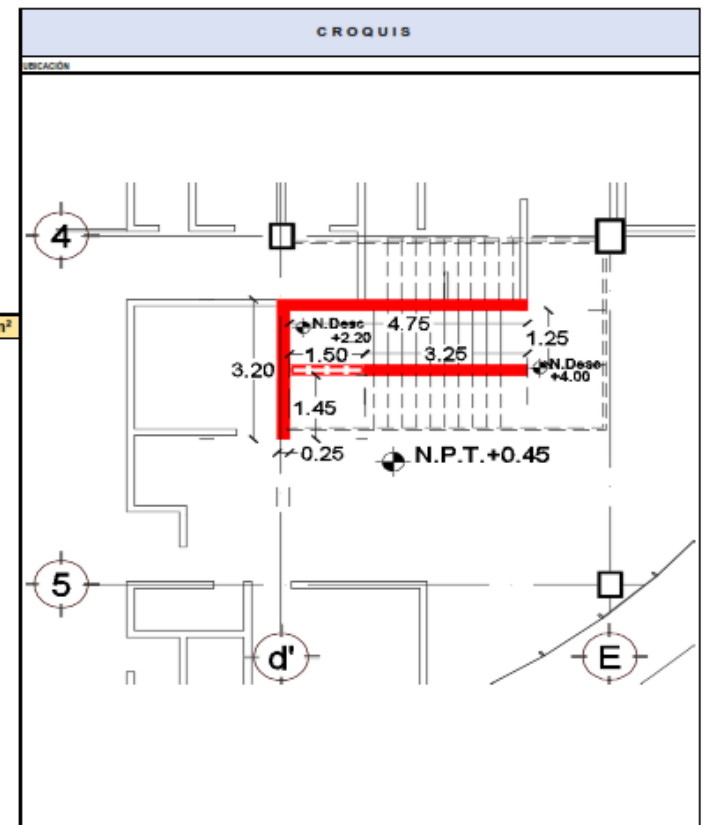 CROQUIS
UBICACIÓN
4
m²
N.Desc
+2.20
4.75
1.25
3.20
1.50
3.25
N.Desc
+4.00
1.45
0.25
N.P.T.+0.45
5
d'
E